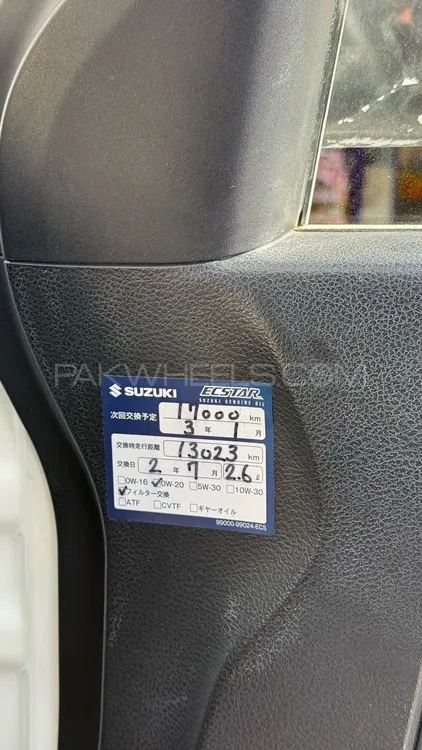 SUZUKI ECSTAR
SUZUKI GENUINE OIL
次回交換予定 17000 km
3 年 1 月
交換時走行距離 13023 km
交換日 2 年 7 月 2.6 ℓ
□0W-16 ☑0W-20 □5W-30 □10W-30
☑フィルター交換
□ATF □CVTF □ギヤーオイル
99000-99024-ECS
PAKWHEELS.COM